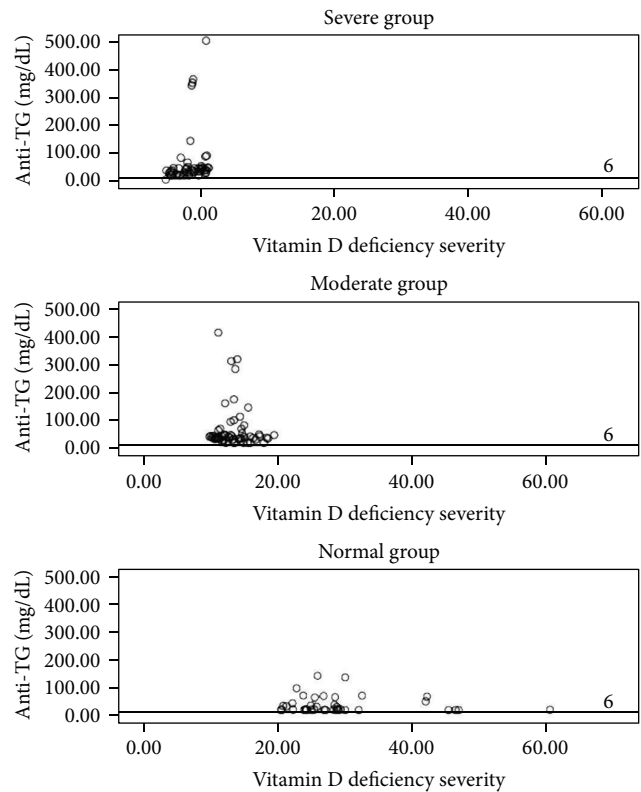 Severe group
Anti-TG (mg/dL)
500.00
400.00
300.00
200.00
100.00
0.00
6
0.00 20.00 40.00 60.00
Vitamin D deficiency severity
Moderate group
Anti-TG (mg/dL)
500.00
400.00
300.00
200.00
100.00
0.00
6
0.00 20.00 40.00 60.00
Vitamin D deficiency severity
Normal group
Anti-TG (mg/dL)
500.00
400.00
300.00
200.00
100.00
0.00
6
0.00 20.00 40.00 60.00
Vitamin D deficiency severity